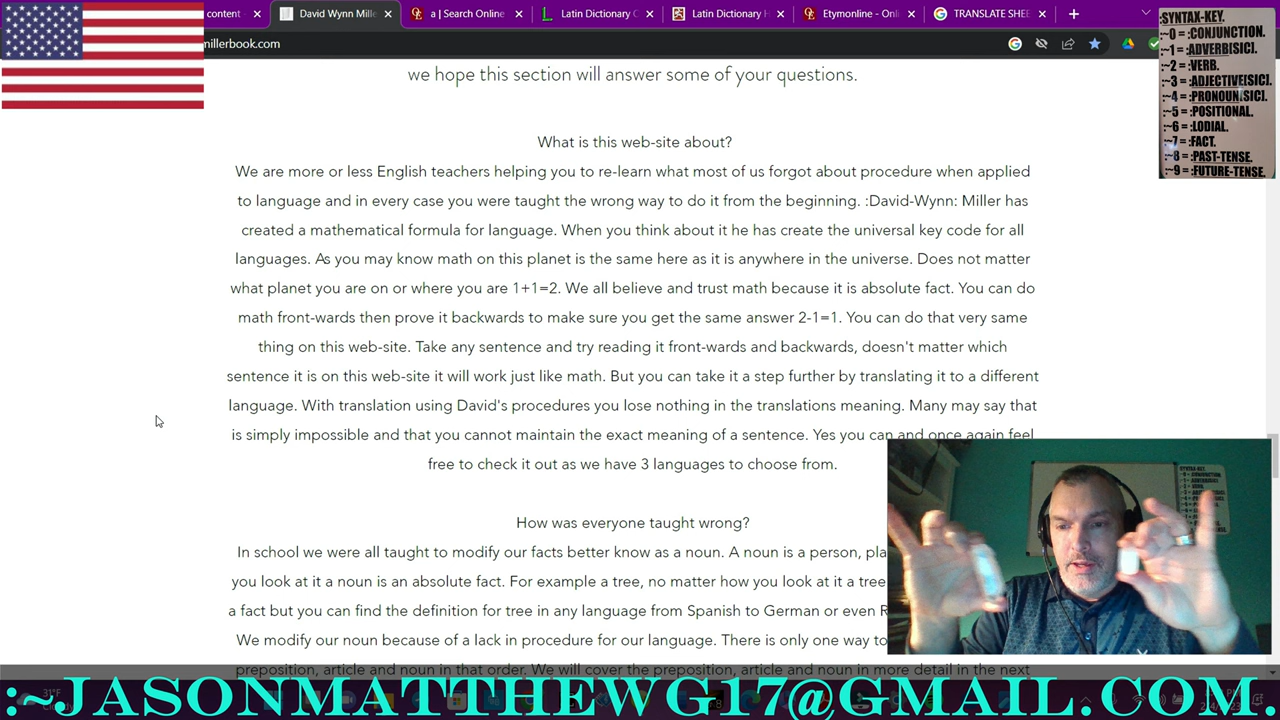 content
David Wynn Mille
a | Search Online
Latin Dictionary
Latin Dictionary
Etymonline - Onl
TRANSLATE SHEE
millerbook.com
:SYNTAX-KEY.
:~0 = :CONJUNCTION.
:~1 = :ADVERB[SIC].
:~2 = :VERB.
:~3 = :ADJECTIVE[SIC].
:~4 = :PRONOUN[SIC].
:~5 = :POSITIONAL.
:~6 = :LODIAL.
:~7 = :FACT.
:~8 = :PAST-TENSE.
:~9 = :FUTURE-TENSE.
we hope this section will answer some of your questions.
What is this web-site about?
We are more or less English teachers helping you to re-learn what most of us forgot about procedure when applied
to language and in every case you were taught the wrong way to do it from the beginning. :David-Wynn: Miller has
created a mathematical formula for language. When you think about it he has create the universal key code for all
languages. As you may know math on this planet is the same here as it is anywhere in the universe. Does not matter
what planet you are on or where you are 1+1=2. We all believe and trust math because it is absolute fact. You can do
math front-wards then prove it backwards to make sure you get the same answer 2-1=1. You can do that very same
thing on this web-site. Take any sentence and try reading it front-wards and backwards, doesn't matter which
sentence it is on this web-site it will work just like math. But you can take it a step further by translating it to a different
language. With translation using David's procedures you lose nothing in the translations meaning. Many may say that
is simply impossible and that you cannot maintain the exact meaning of a sentence. Yes you can and once again feel
free to check it out as we have 3 languages to choose from.
How was everyone taught wrong?
In school we were all taught to modify our facts better know as a noun. A noun is a person, pla
you look at it a noun is an absolute fact. For example a tree, no matter how you look at it a tree
a fact but you can find the definition for tree in any language from Spanish to German or even R
We modify our noun because of a lack in procedure for our language. There is only one way to
preposition, article and noun in that order. We will cover the preposition, article and noun in more detail in the next
:~JASONMATTHEWG17@GMAIL.COM.